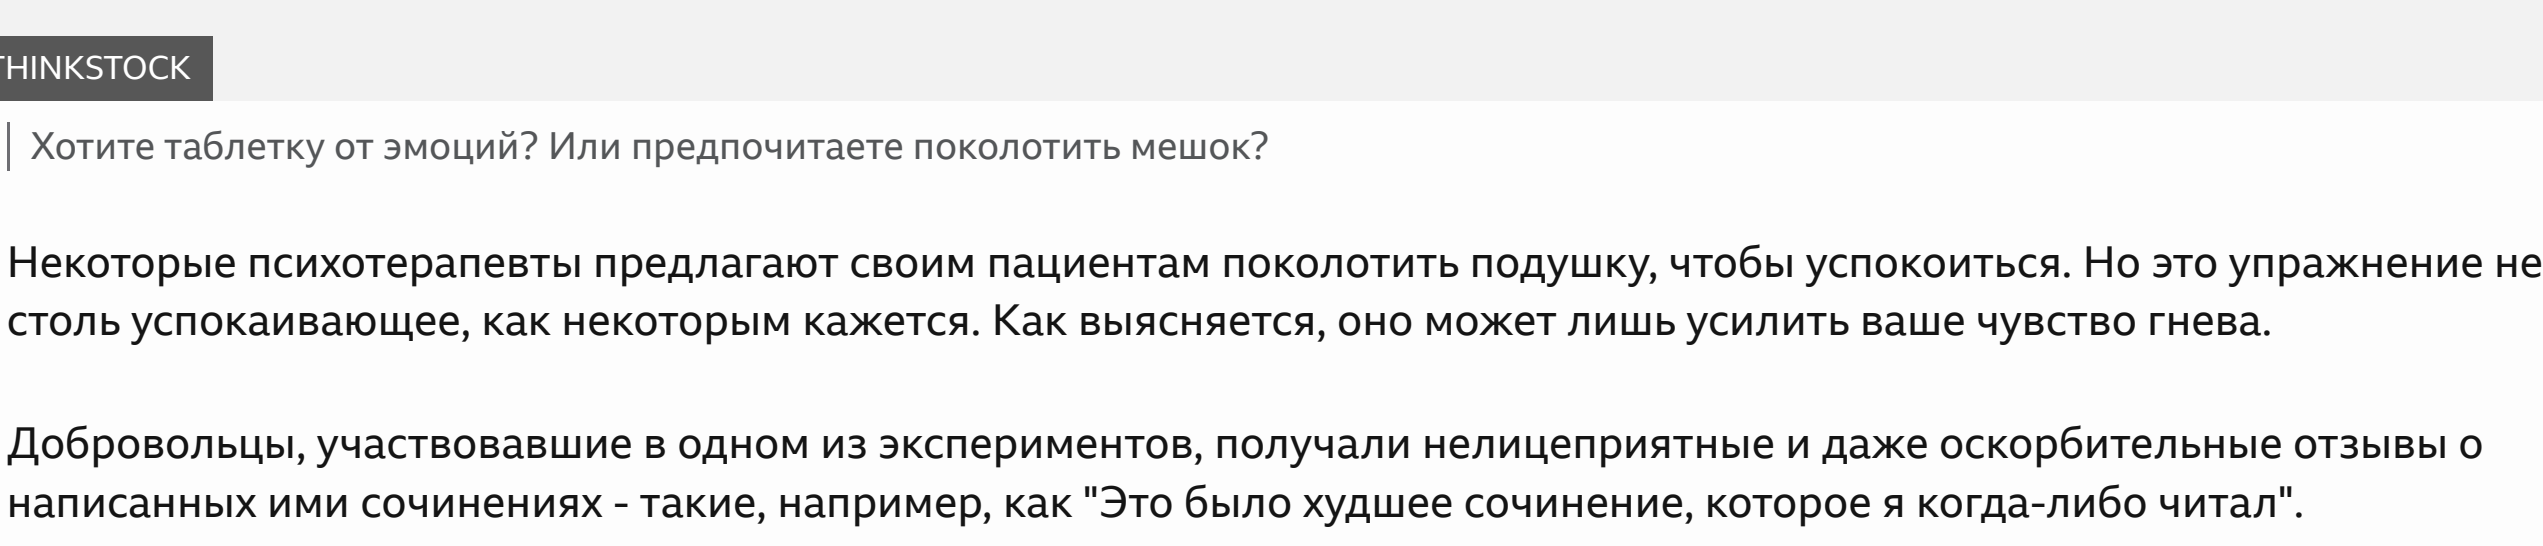 THINKSTOCK
Хотите таблетку от эмоций? Или предпочитаете поколотить мешок?
Некоторые психотерапевты предлагают своим пациентам поколотить подушку, чтобы успокоиться. Но это упражнение не
столь успокаивающее, как некоторым кажется. Как выясняется, оно может лишь усилить ваше чувство гнева.
Добровольцы, участвовавшие в одном из экспериментов, получали нелицеприятные и даже оскорбительные отзывы о
написанных ими сочинениях - такие, например, как "Это было худшее сочинение, которое я когда-либо читал".